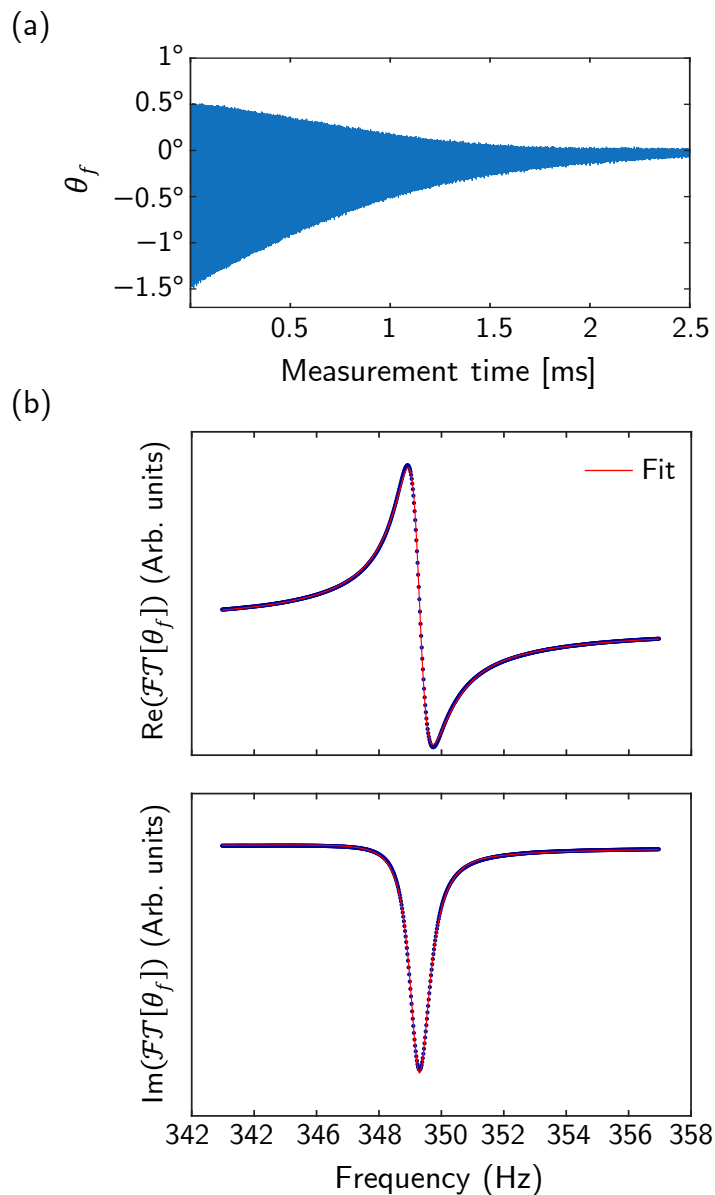 (a)
1°
0.5°
0°
−0.5°
−1°
−1.5°
θ_f
0.5 1 1.5 2 2.5
Measurement time [ms]
(b)
Re(ℱ𝒯[θ_f]) (Arb. units)
Fit
Im(ℱ𝒯[θ_f]) (Arb. units)
342 342 346 348 350 352 354 356 358
Frequency (Hz)